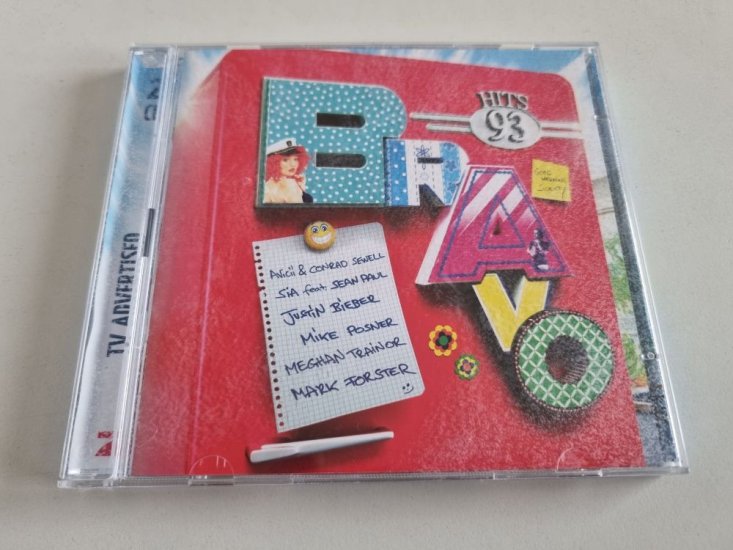 TV ADVERTISED
HITS
93
BRAVO
AVICII & CONRAD SEWELL
SIA feat. SEAN PAUL
JUSTIN BIEBER
MIKE POSNER
MEGHAN TRAINOR
MARK FORSTER